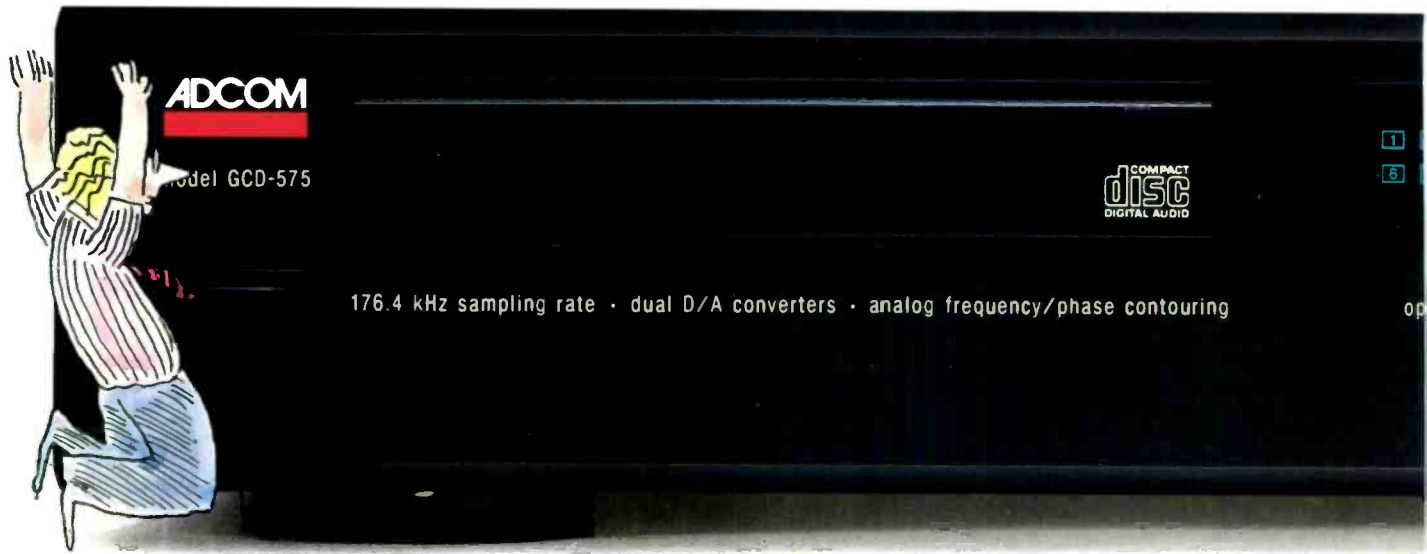 ADCOM
model GCD-575
COMPACT
disc
DIGITAL AUDIO
1
6
176.4 kHz sampling rate · dual D/A converters · analog frequency/phase contouring
op